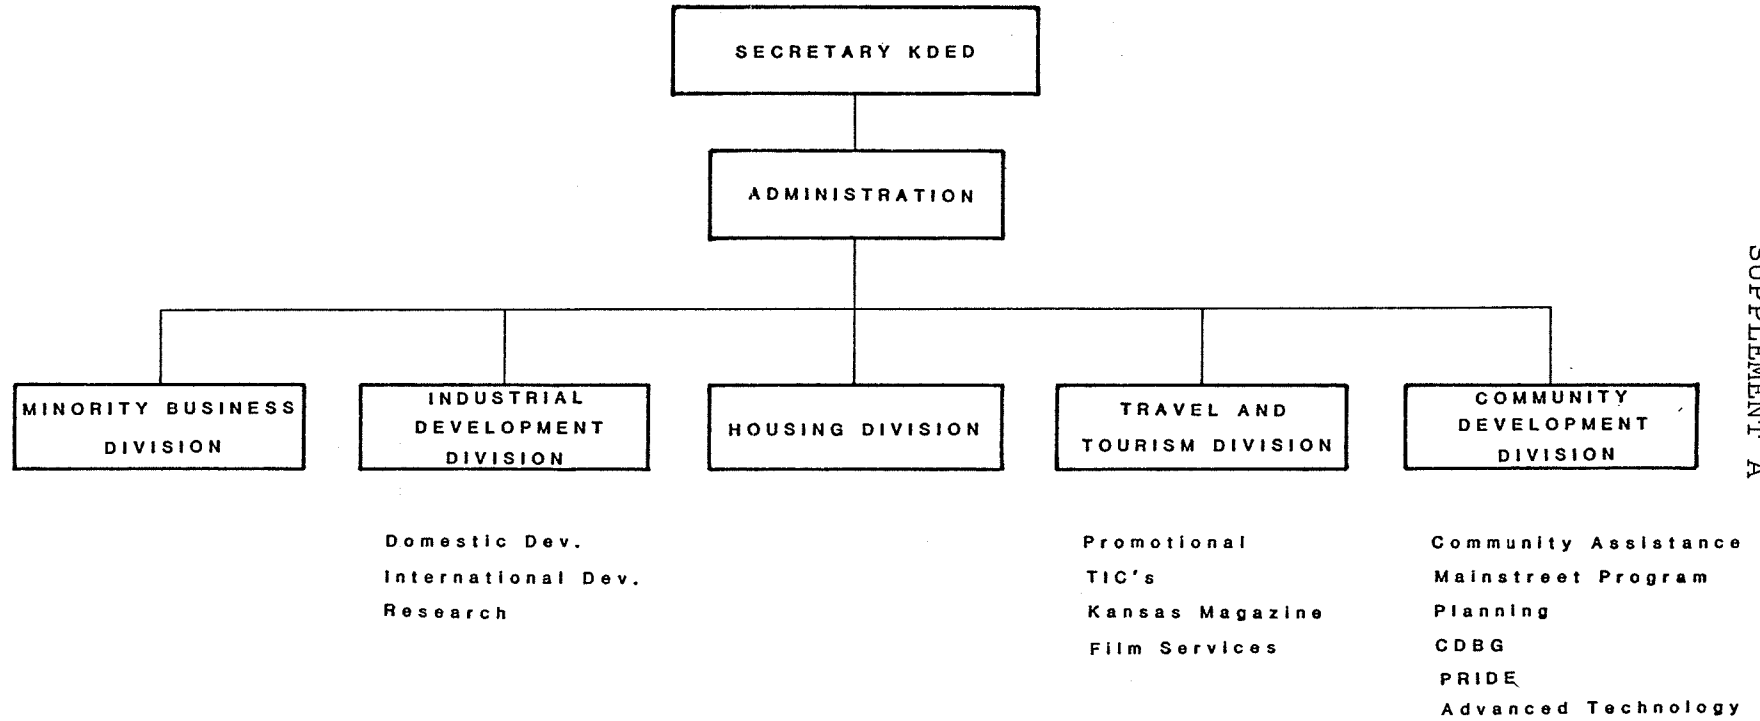 SECRETARY KDED
ADMINISTRATION
MINORITY BUSINESS
DIVISION
INDUSTRIAL
DEVELOPMENT
DIVISION
HOUSING DIVISION
TRAVEL AND
TOURISM DIVISION
COMMUNITY
DEVELOPMENT
DIVISION
Domestic Dev.
International Dev.
Research
Promotional
TIC's
Kansas Magazine
Film Services
Community Assistance
Mainstreet Program
Planning
CDBG
PRIDE
Advanced Technology
SUPPLEMENT A